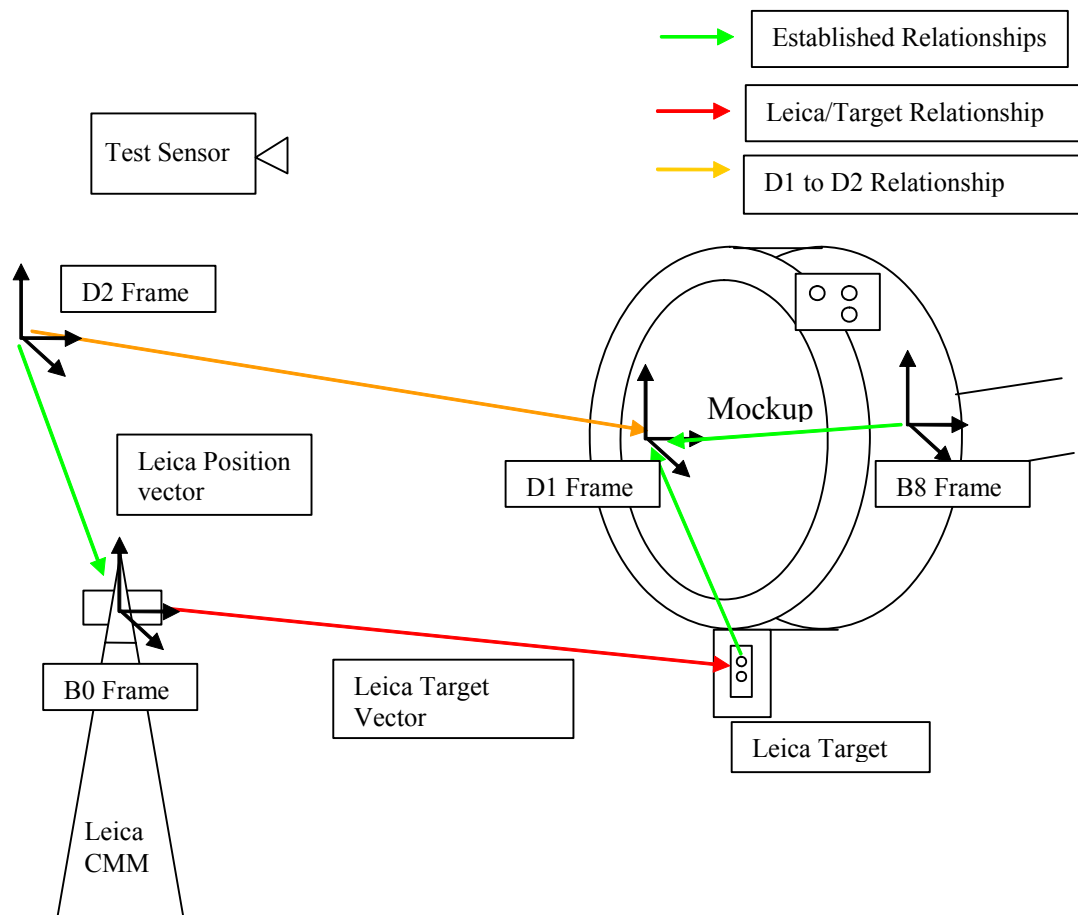 Established Relationships
Leica/Target Relationship
Test Sensor
D1 to D2 Relationship
D2 Frame
Mockup
Leica Position
vector
D1 Frame
B8 Frame
B0 Frame
Leica Target
Vector
Leica Target
Leica
CMM